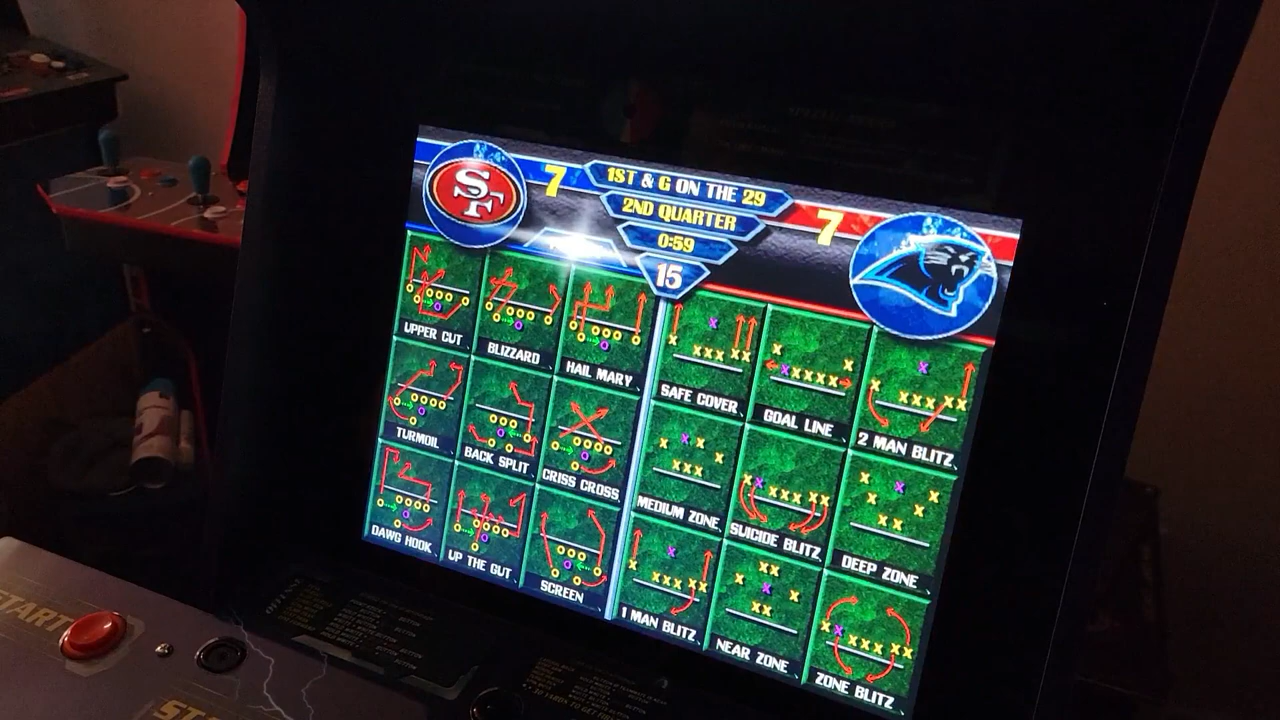 SF
7
1ST & G ON THE 29
2ND QUARTER
0:59
15
7
UPPER CUT
BLIZZARD
HAIL MARY
TURMOIL
BACK SPLIT
CRISS CROSS
DAWG HOOK
UP THE GUT
SCREEN
SAFE COVER
GOAL LINE
2 MAN BLITZ
MEDIUM ZONE
SUICIDE BLITZ
DEEP ZONE
1 MAN BLITZ
NEAR ZONE
ZONE BLITZ
START